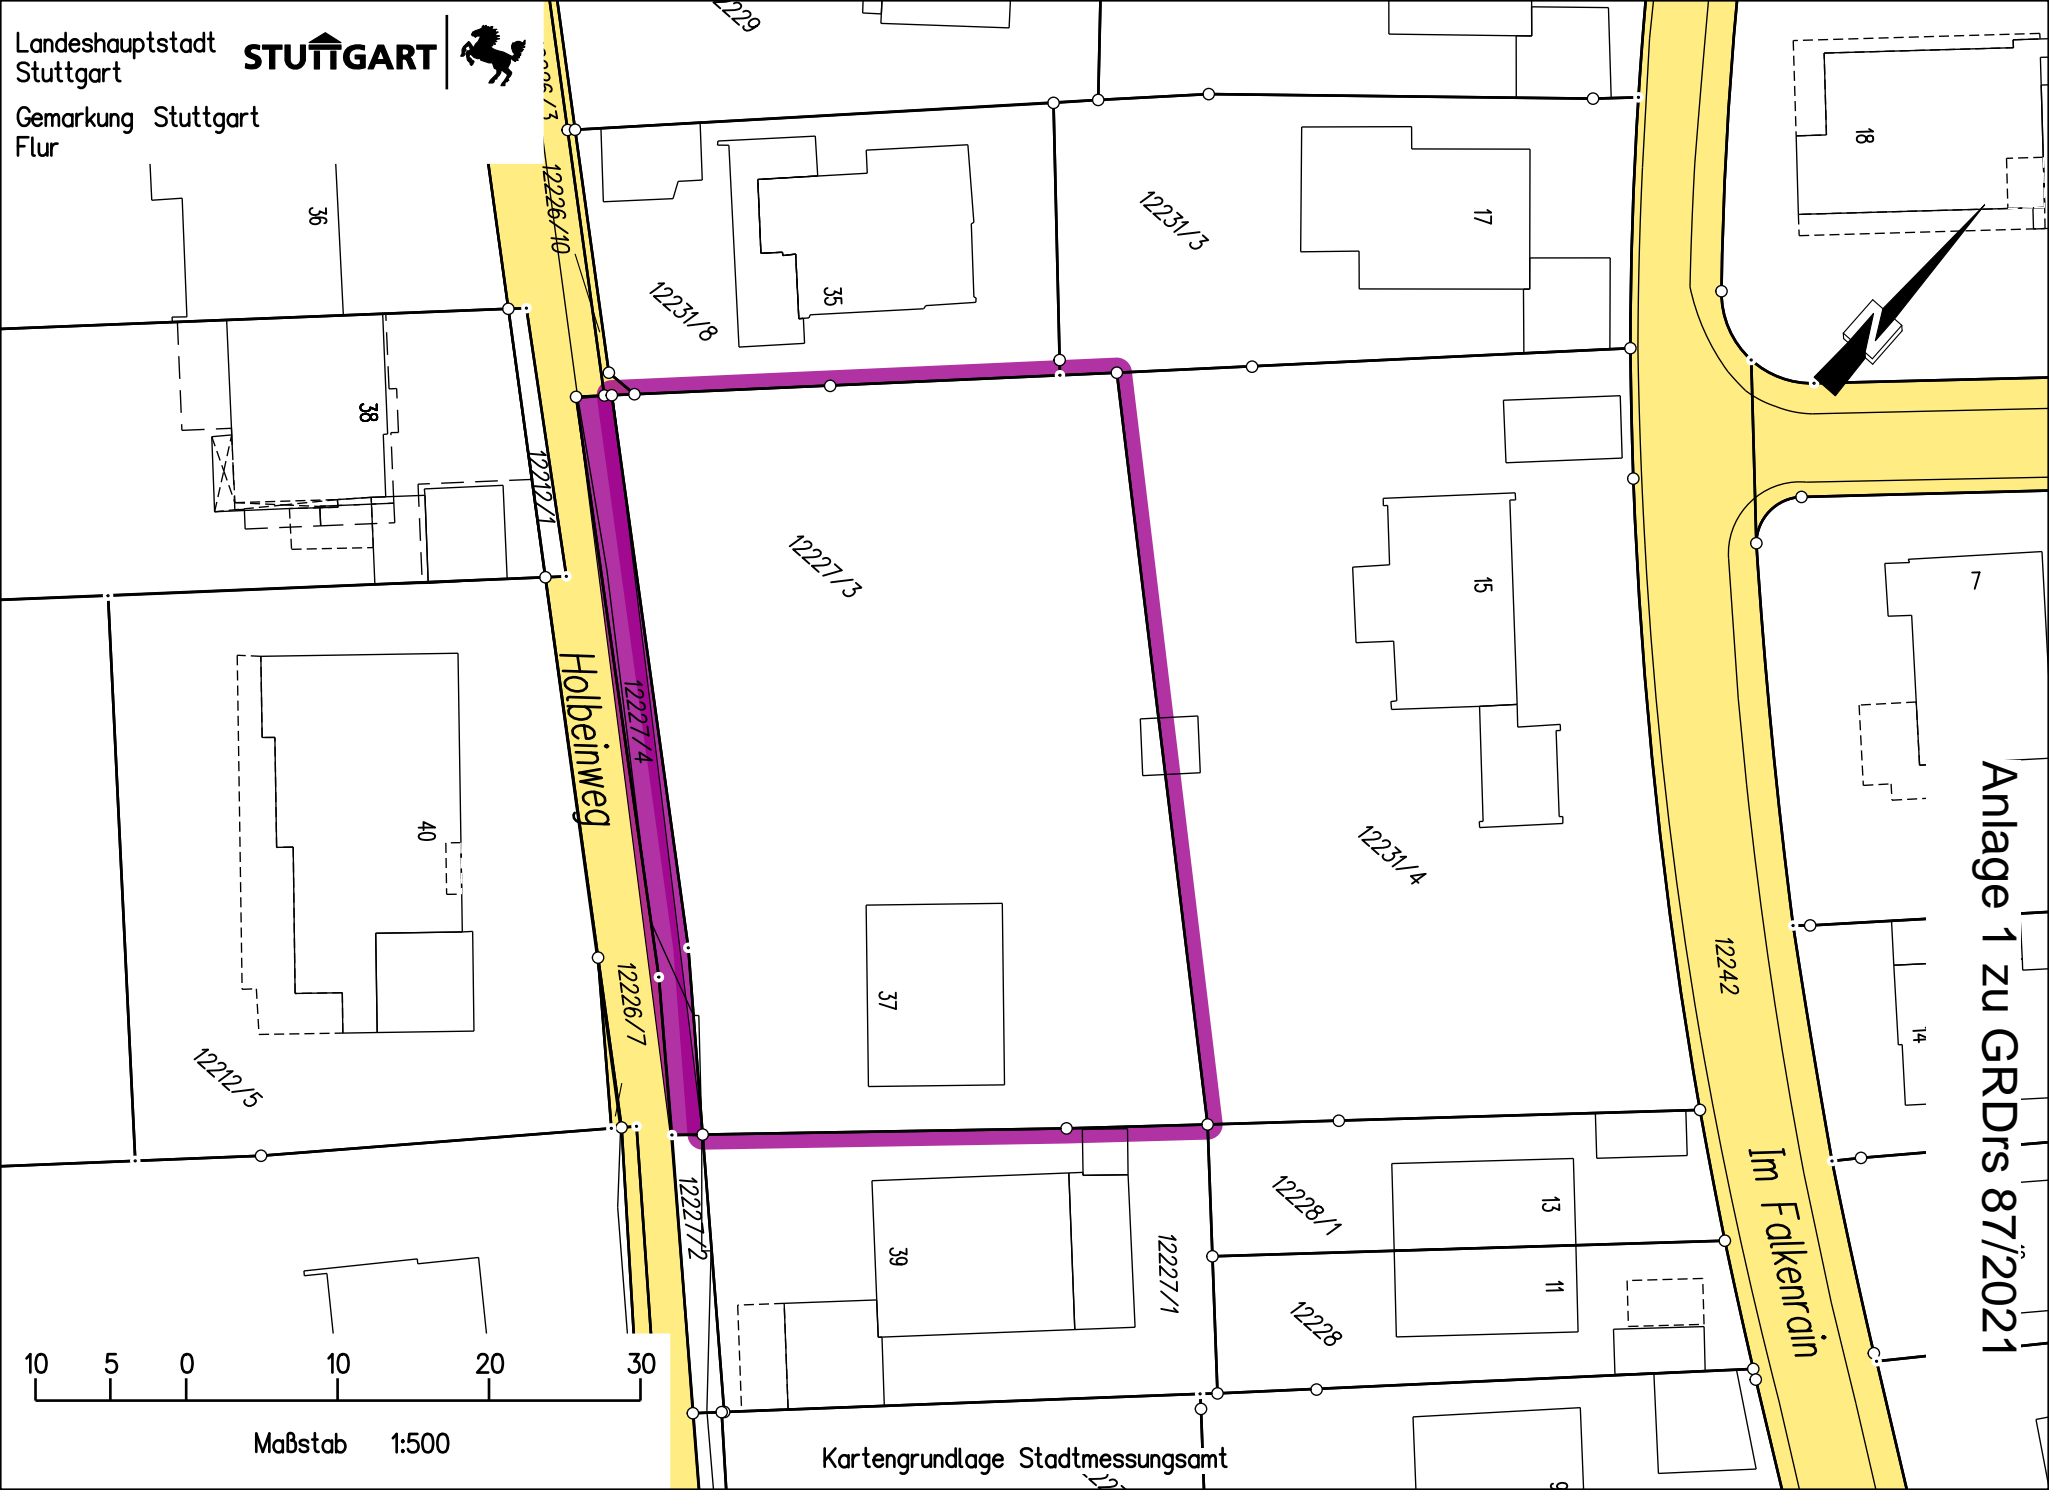 Landeshauptstadt
Stuttgart
STUTTGART
Gemarkung Stuttgart
Flur
12226/10
36
38
12212/1
40
12212/5
Holbeinweg
12226/7
12227/4
12227/2
35
12231/8
12231/3
17
18
12227/3
37
15
12231/4
7
14
12242
Im Falkenrain
39
12227/1
12228/1
13
11
12228
Anlage 1 zu GRDrs 87/2021
10 5 0 10 20 30
Maßstab 1:500
Kartengrundlage Stadtmessungsamt